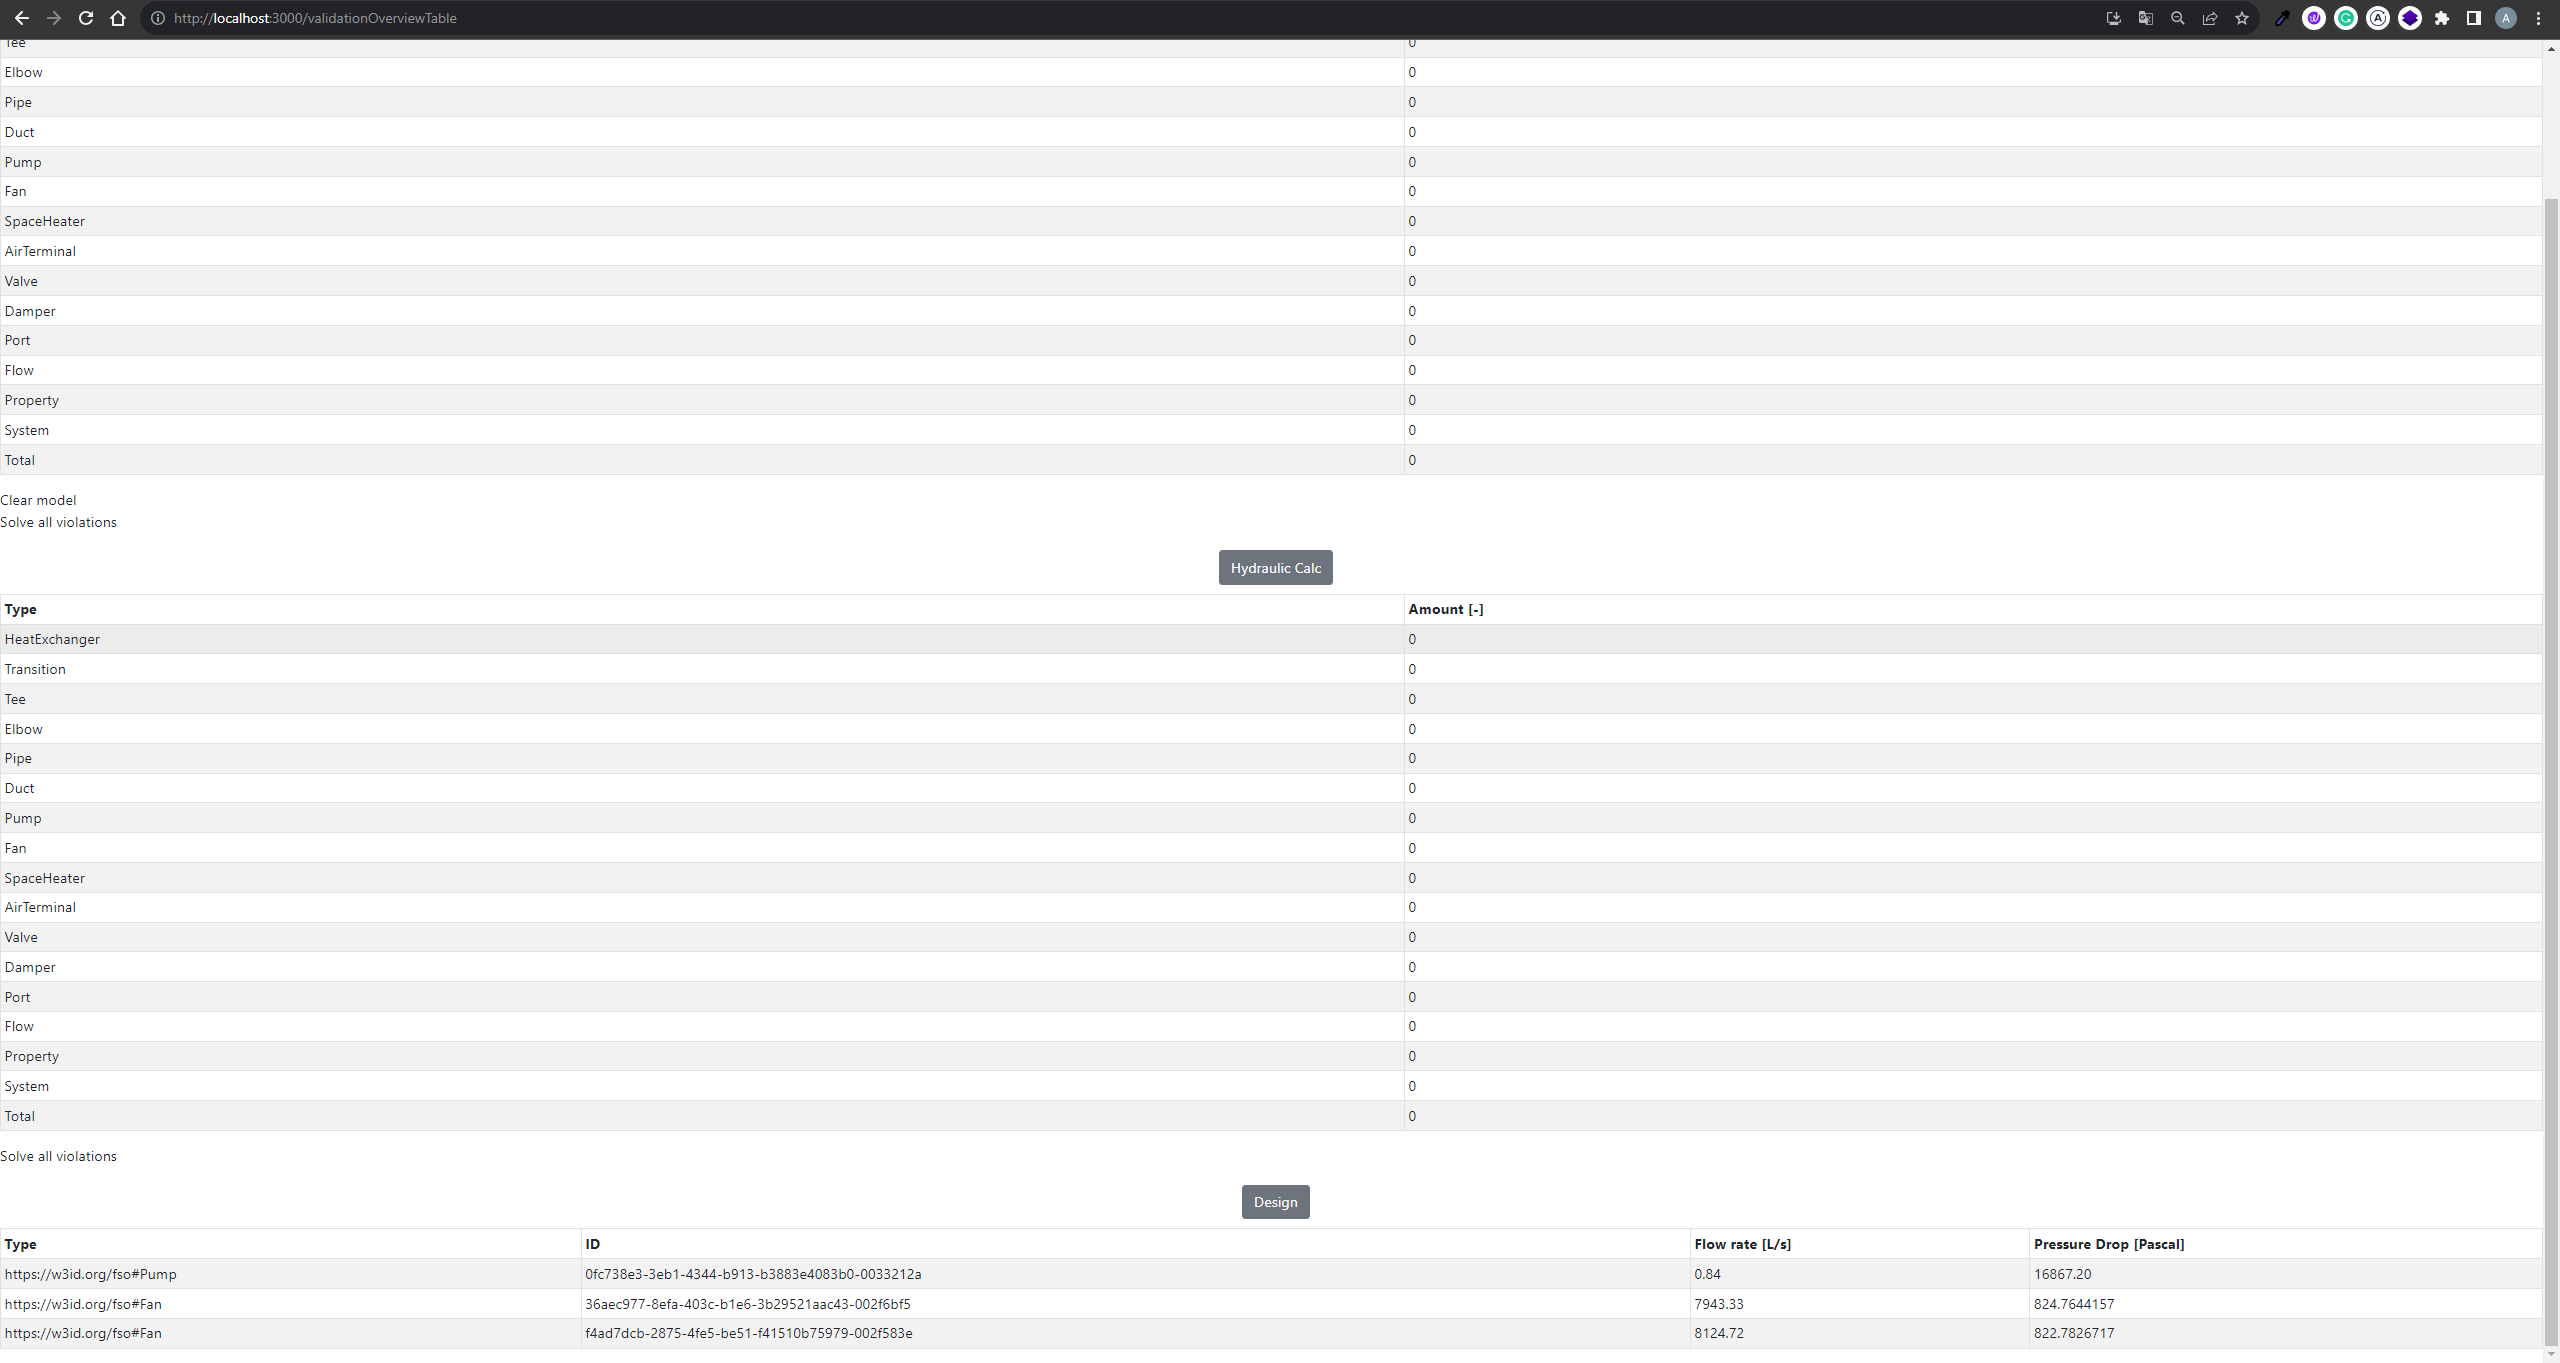 http://localhost:3000/validationOverviewTable
Tee 0
Elbow 0
Pipe 0
Duct 0
Pump 0
Fan 0
SpaceHeater 0
AirTerminal 0
Valve 0
Damper 0
Port 0
Flow 0
Property 0
System 0
Total 0
Clear model
Solve all violations
Hydraulic Calc
Type Amount [-]
HeatExchanger 0
Transition 0
Tee 0
Elbow 0
Pipe 0
Duct 0
Pump 0
Fan 0
SpaceHeater 0
AirTerminal 0
Valve 0
Damper 0
Port 0
Flow 0
Property 0
System 0
Total 0
Solve all violations
Design
Type ID Flow rate [L/s] Pressure Drop [Pascal]
https://w3id.org/fso#Pump 0fc738e3-3eb1-4344-b913-b3883e4083b0-0033212a 0.84 16867.20
https://w3id.org/fso#Fan 36aec977-8efa-403c-b1e6-3b29521aac43-002f6bf5 7943.33 824.7644157
https://w3id.org/fso#Fan f4ad7dcb-2875-4fe5-be51-f41510b75979-002f583e 8124.72 822.7826717